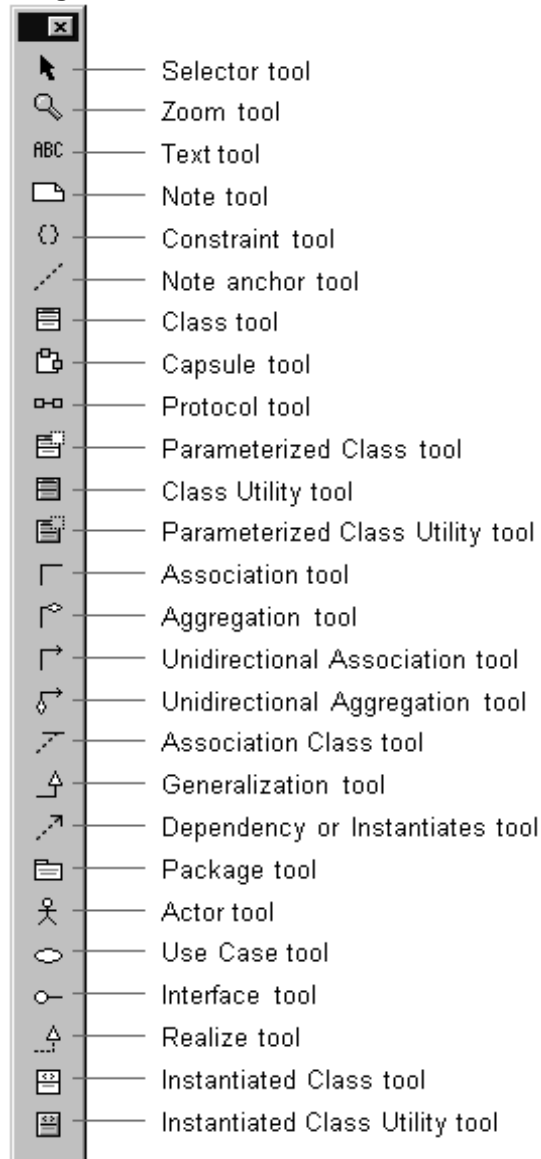 Selector tool
Zoom tool
ABC Text tool
Note tool
Constraint tool
Note anchor tool
Class tool
Capsule tool
Protocol tool
Parameterized Class tool
Class Utility tool
Parameterized Class Utility tool
Association tool
Aggregation tool
Unidirectional Association tool
Unidirectional Aggregation tool
Association Class tool
Generalization tool
Dependency or Instantiates tool
Package tool
Actor tool
Use Case tool
Interface tool
Realize tool
Instantiated Class tool
Instantiated Class Utility tool